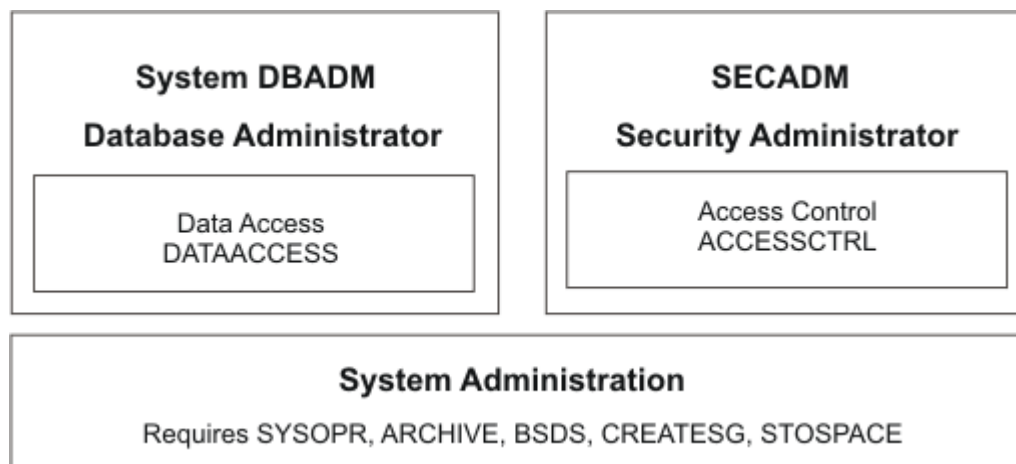 System DBADM
Database Administrator
Data Access
DATAACCESS
SECADM
Security Administrator
Access Control
ACCESSCTRL
System Administration
Requires SYSOPR, ARCHIVE, BSDS, CREATESG, STOSPACE